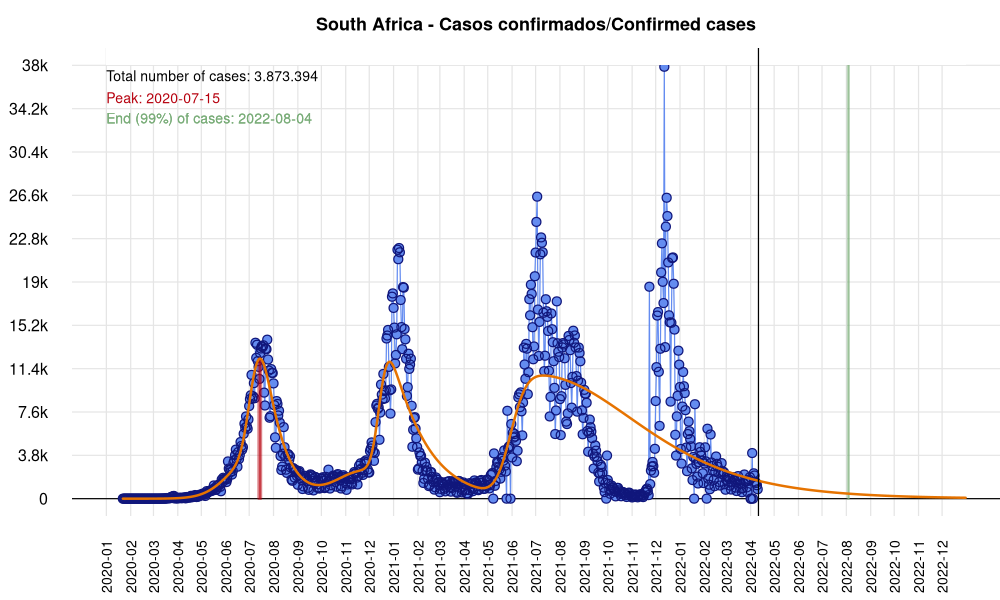 South Africa - Casos confirmados/Confirmed cases
Total number of cases: 3.873.394
Peak: 2020-07-15
End (99%) of cases: 2022-08-04
38k
34.2k
30.4k
26.6k
22.8k
19k
15.2k
11.4k
7.6k
3.8k
0
2020-01
2020-02
2020-03
2020-04
2020-05
2020-06
2020-07
2020-08
2020-09
2020-10
2020-11
2020-12
2021-01
2021-02
2021-03
2021-04
2021-05
2021-06
2021-07
2021-08
2021-09
2021-10
2021-11
2021-12
2022-01
2022-02
2022-03
2022-04
2022-05
2022-06
2022-07
2022-08
2022-09
2022-10
2022-11
2022-12